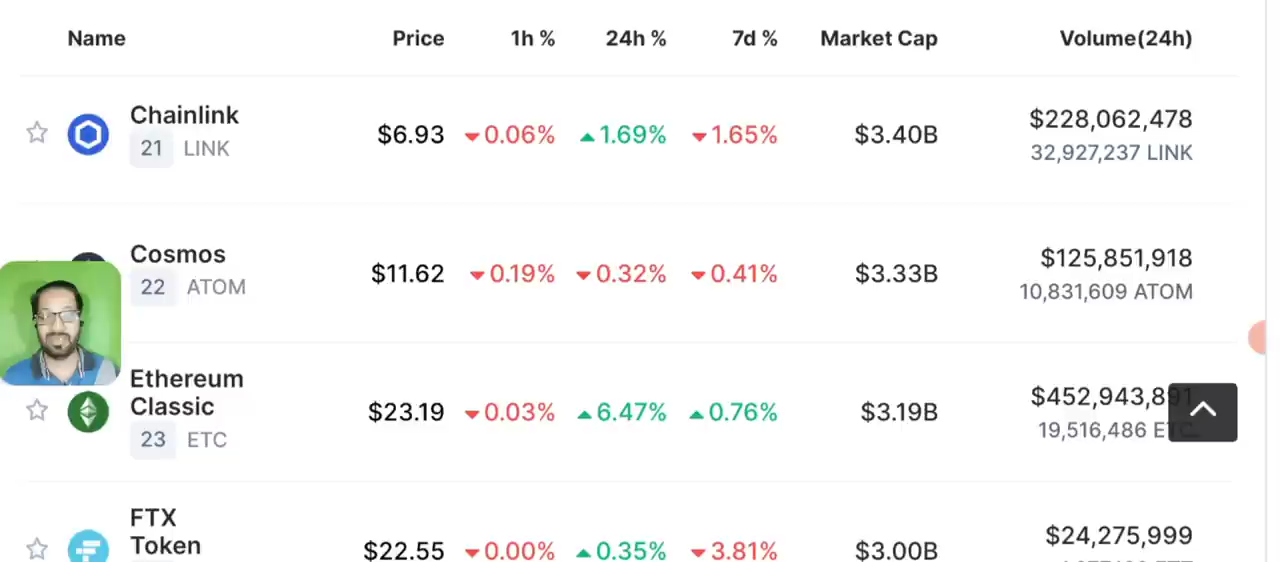 Name Price 1h % 24h % 7d % Market Cap Volume(24h)
Chainlink
21 LINK
$6.93 0.06% 1.69% 1.65% $3.40B
$228,062,478
32,927,237 LINK
Cosmos
22 ATOM
$11.62 0.19% 0.32% 0.41% $3.33B
$125,851,918
10,831,609 ATOM
Ethereum
Classic
23 ETC
$23.19 0.03% 6.47% 0.76% $3.19B
$452,943,891
19,516,486 ETC
FTX
Token
$22.55 0.00% 0.35% 3.81% $3.00B
$24,275,999